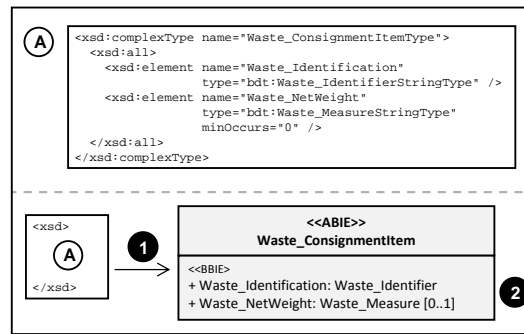 A
<xsd:complexType name="Waste_ConsignmentItemType">
<xsd:all>
<xsd:element name="Waste_Identification"
type="bdt:Waste_IdentifierStringType" />
<xsd:element name="Waste_NetWeight"
type="bdt:Waste_MeasureStringType"
minOccurs="0" />
</xsd:all>
</xsd:complexType>
<xsd>
A
</xsd>
1
<<ABIE>>
Waste_ConsignmentItem
<<BBIE>>
+ Waste_Identification: Waste_Identifier
+ Waste_NetWeight: Waste_Measure [0..1]
2